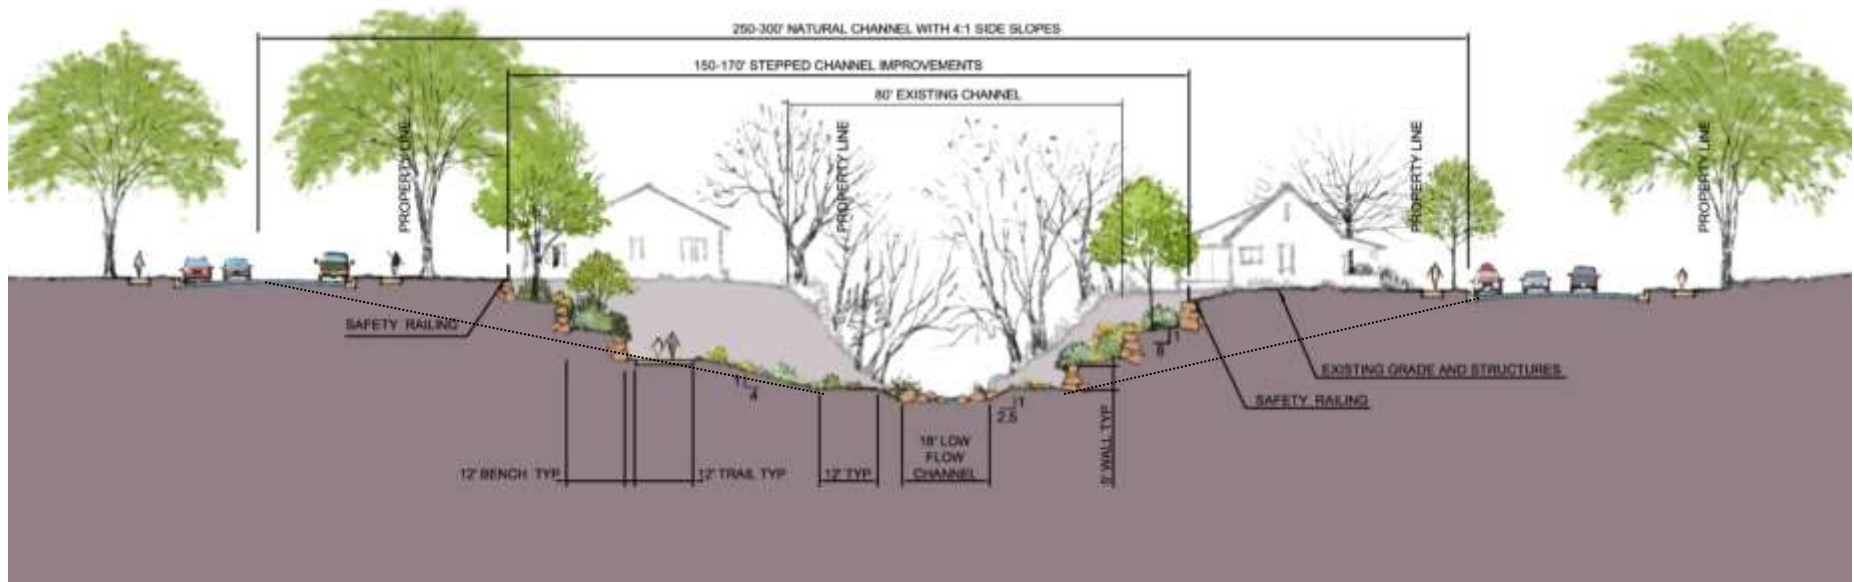 250-300' NATURAL CHANNEL WITH 4:1 SIDE SLOPES
150-170' STEPPED CHANNEL IMPROVEMENTS
80' EXISTING CHANNEL
PROPERTY LINE
PROPERTY LINE
PROPERTY LINE
PROPERTY LINE
SAFETY RAILING
1
4
1
2.5
1
8
EXISTING GRADE AND STRUCTURES
SAFETY RAILING
12' BENCH TYP
12' TRAIL TYP
12' TYP
18' LOW
FLOW
CHANNEL
5' WALL TYP